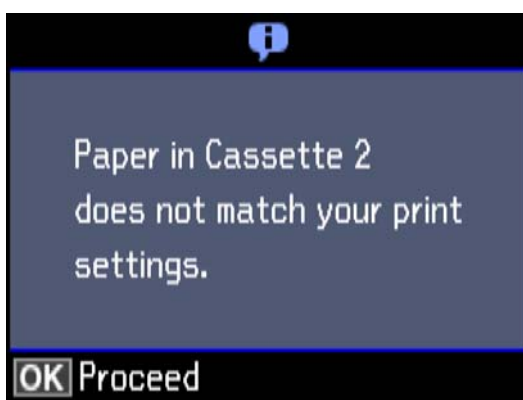 Paper in Cassette 2
does not match your print
settings.
OK Proceed